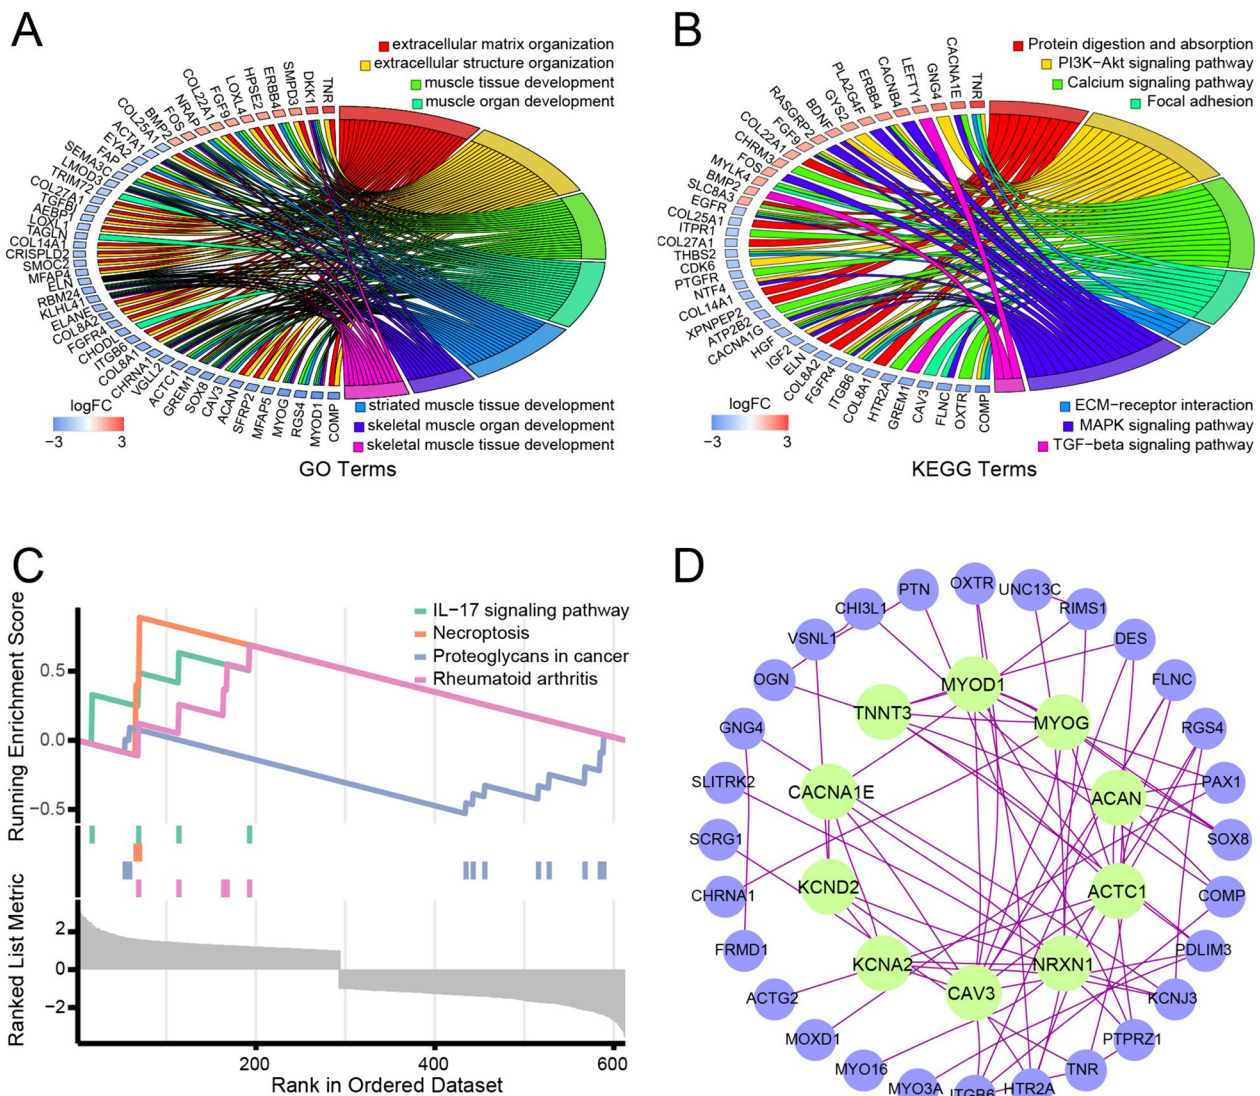 A
extracellular matrix organization
extracellular structure organization
muscle tissue development
muscle organ development
TNR
DKK1
SMPD3
ERBB4
HPSE2
LOXL4
FGF9
COL22A1
NRAP
FOS
BMP2
COL25A1
ACTA1
EYA2
FAP
SEMA3C
LMOD3
TRIM72
COL27A1
TGFBI
AEBP1
LOXL1
TAGLN
COL14A1
CRISPLD2
SMOC2
MFAP4
ELN
RBM24
KLHL41
ELANE
COL8A2
FGFR4
CHODL
ITGB6
COL8A1
CHRNA1
VGLL2
ACTC1
GREM1
SOX8
CAV3
ACAN
SFRP2
MFAP5
MYOG
RGS4
MYOD1
COMP
logFC
−3 3
striated muscle tissue development
skeletal muscle organ development
skeletal muscle tissue development
GO Terms
B
Protein digestion and absorption
PI3K−Akt signaling pathway
Calcium signaling pathway
Focal adhesion
TNR
CACNA1E
GNG4
LEFTY1
CACNB4
ERBB4
PLA2G4F
GYS2
BDNF
RASGRP2
FGF9
COL22A1
CHRM3
FOS
MYLK4
BMP2
SLC8A3
EGFR
COL25A1
ITPR1
COL27A1
THBS2
CDK6
PTGFR
NTF4
COL14A1
XPNPEP2
ATP2B2
CACNA1G
HGF
IGF2
ELN
COL8A2
FGFR4
ITGB6
COL8A1
HTR2A
GREM1
CAV3
FLNC
OXTR
COMP
logFC
−3 3
ECM−receptor interaction
MAPK signaling pathway
TGF−beta signaling pathway
KEGG Terms
C
IL−17 signaling pathway
Necroptosis
Proteoglycans in cancer
Rheumatoid arthritis
Running Enrichment Score
0.5
0.0
−0.5
Ranked List Metric
2
0
−2
200 400 600
Rank in Ordered Dataset
D
OXTR
PTN
UNC13C
CHI3L1
RIMS1
VSNL1
DES
OGN
MYOD1
FLNC
TNNT3
MYOG
GNG4
RGS4
SLITRK2
CACNA1E
ACAN
PAX1
SCRG1
SOX8
KCND2
ACTC1
CHRNA1
COMP
FRMD1
KCNA2
NRXN1
PDLIM3
CAV3
ACTG2
KCNJ3
MOXD1
PTPRZ1
MYO16
TNR
MYO3A
ITGB6
HTR2A